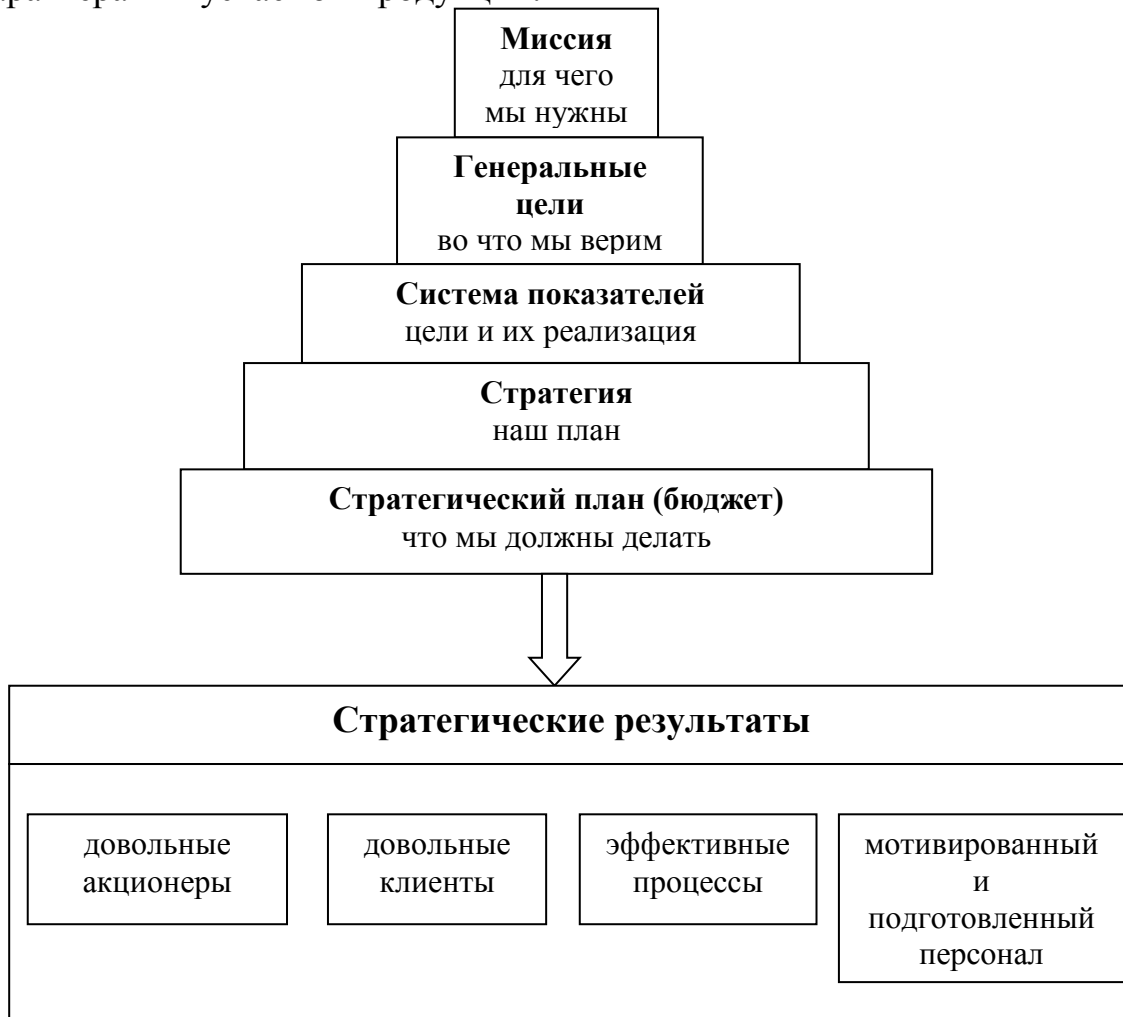 Миссия
для чего
мы нужны
Генеральные
цели
во что мы верим
Система показателей
цели и их реализация
Стратегия
наш план
Стратегический план (бюджет)
что мы должны делать
Стратегические результаты
довольные
акционеры
довольные
клиенты
эффективные
процессы
мотивированный
и
подготовленный
персонал